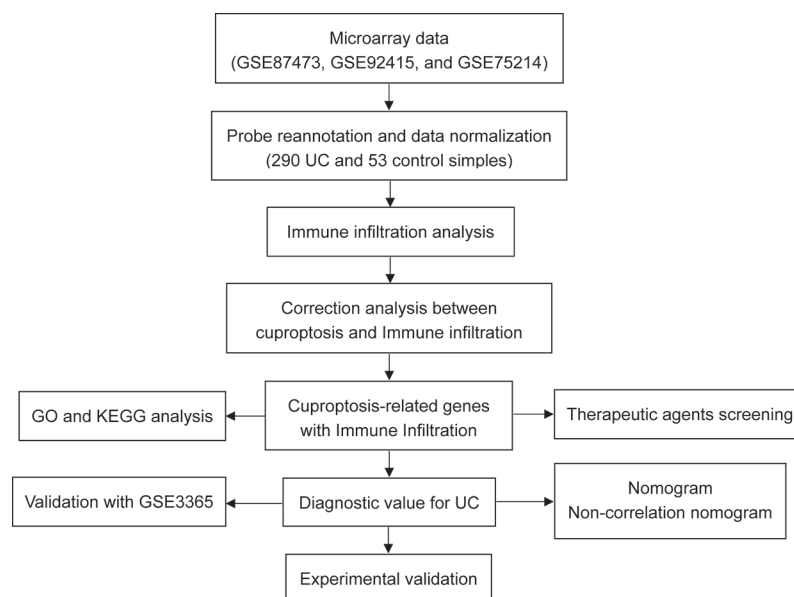 Microarray data
(GSE87473, GSE92415, and GSE75214)
Probe reannotation and data normalization
(290 UC and 53 control simples)
Immune infiltration analysis
Correction analysis between
cuproptosis and Immune infiltration
GO and KEGG analysis
Cuproptosis-related genes
with Immune Infiltration
Therapeutic agents screening
Validation with GSE3365
Diagnostic value for UC
Nomogram
Non-correlation nomogram
Experimental validation